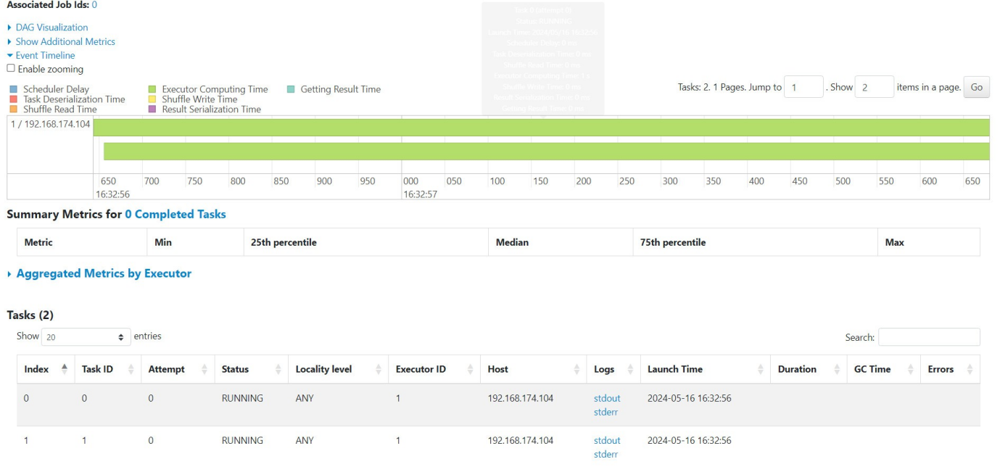 Associated Job Ids: 0
DAG Visualization
Show Additional Metrics
Event Timeline
Enable zooming
Task 0 (attempt 0)
Status: RUNNING
Launch Time: 2024/05/16 16:32:56
Scheduler Delay: 0 ms
Task Deserialization Time: 0 ms
Shuffle Read Time: 0 ms
Executor Computing Time: 1 s
Shuffle Write Time: 0 ms
Result Serialization Time: 0 ms
Getting Result Time: 0 ms
Scheduler Delay Executor Computing Time Getting Result Time
Task Deserialization Time Shuffle Write Time
Shuffle Read Time Result Serialization Time
Tasks: 2. 1 Pages. Jump to 1 . Show 2 items in a page. Go
1 / 192.168.174.104
650 700 750 800 850 900 950 000 050 100 150 200 250 300 350 400 450 500 550 600 650
16:32:56 16:32:57
Summary Metrics for 0 Completed Tasks
Metric Min 25th percentile Median 75th percentile Max
Aggregated Metrics by Executor
Tasks (2)
Show 20 entries Search:
Index Task ID Attempt Status Locality level Executor ID Host Logs Launch Time Duration GC Time Errors
0 0 0 RUNNING ANY 1 192.168.174.104 stdout 2024-05-16 16:32:56
stderr
1 1 0 RUNNING ANY 1 192.168.174.104 stdout 2024-05-16 16:32:56
stderr